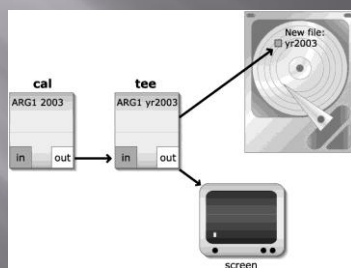 New file:
yr2003
cal
tee
ARG1 2003
ARG1 yr2003
in
out
in
out
screen